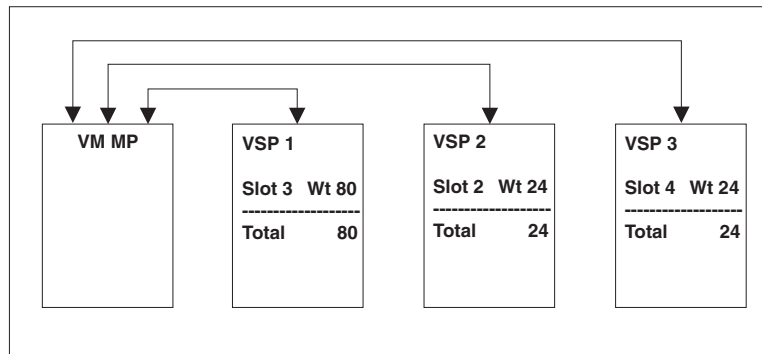 VM MP
VSP 1
Slot 3 Wt 80
--------------------
Total 80
VSP 2
Slot 2 Wt 24
--------------------
Total 24
VSP 3
Slot 4 Wt 24
--------------------
Total 24